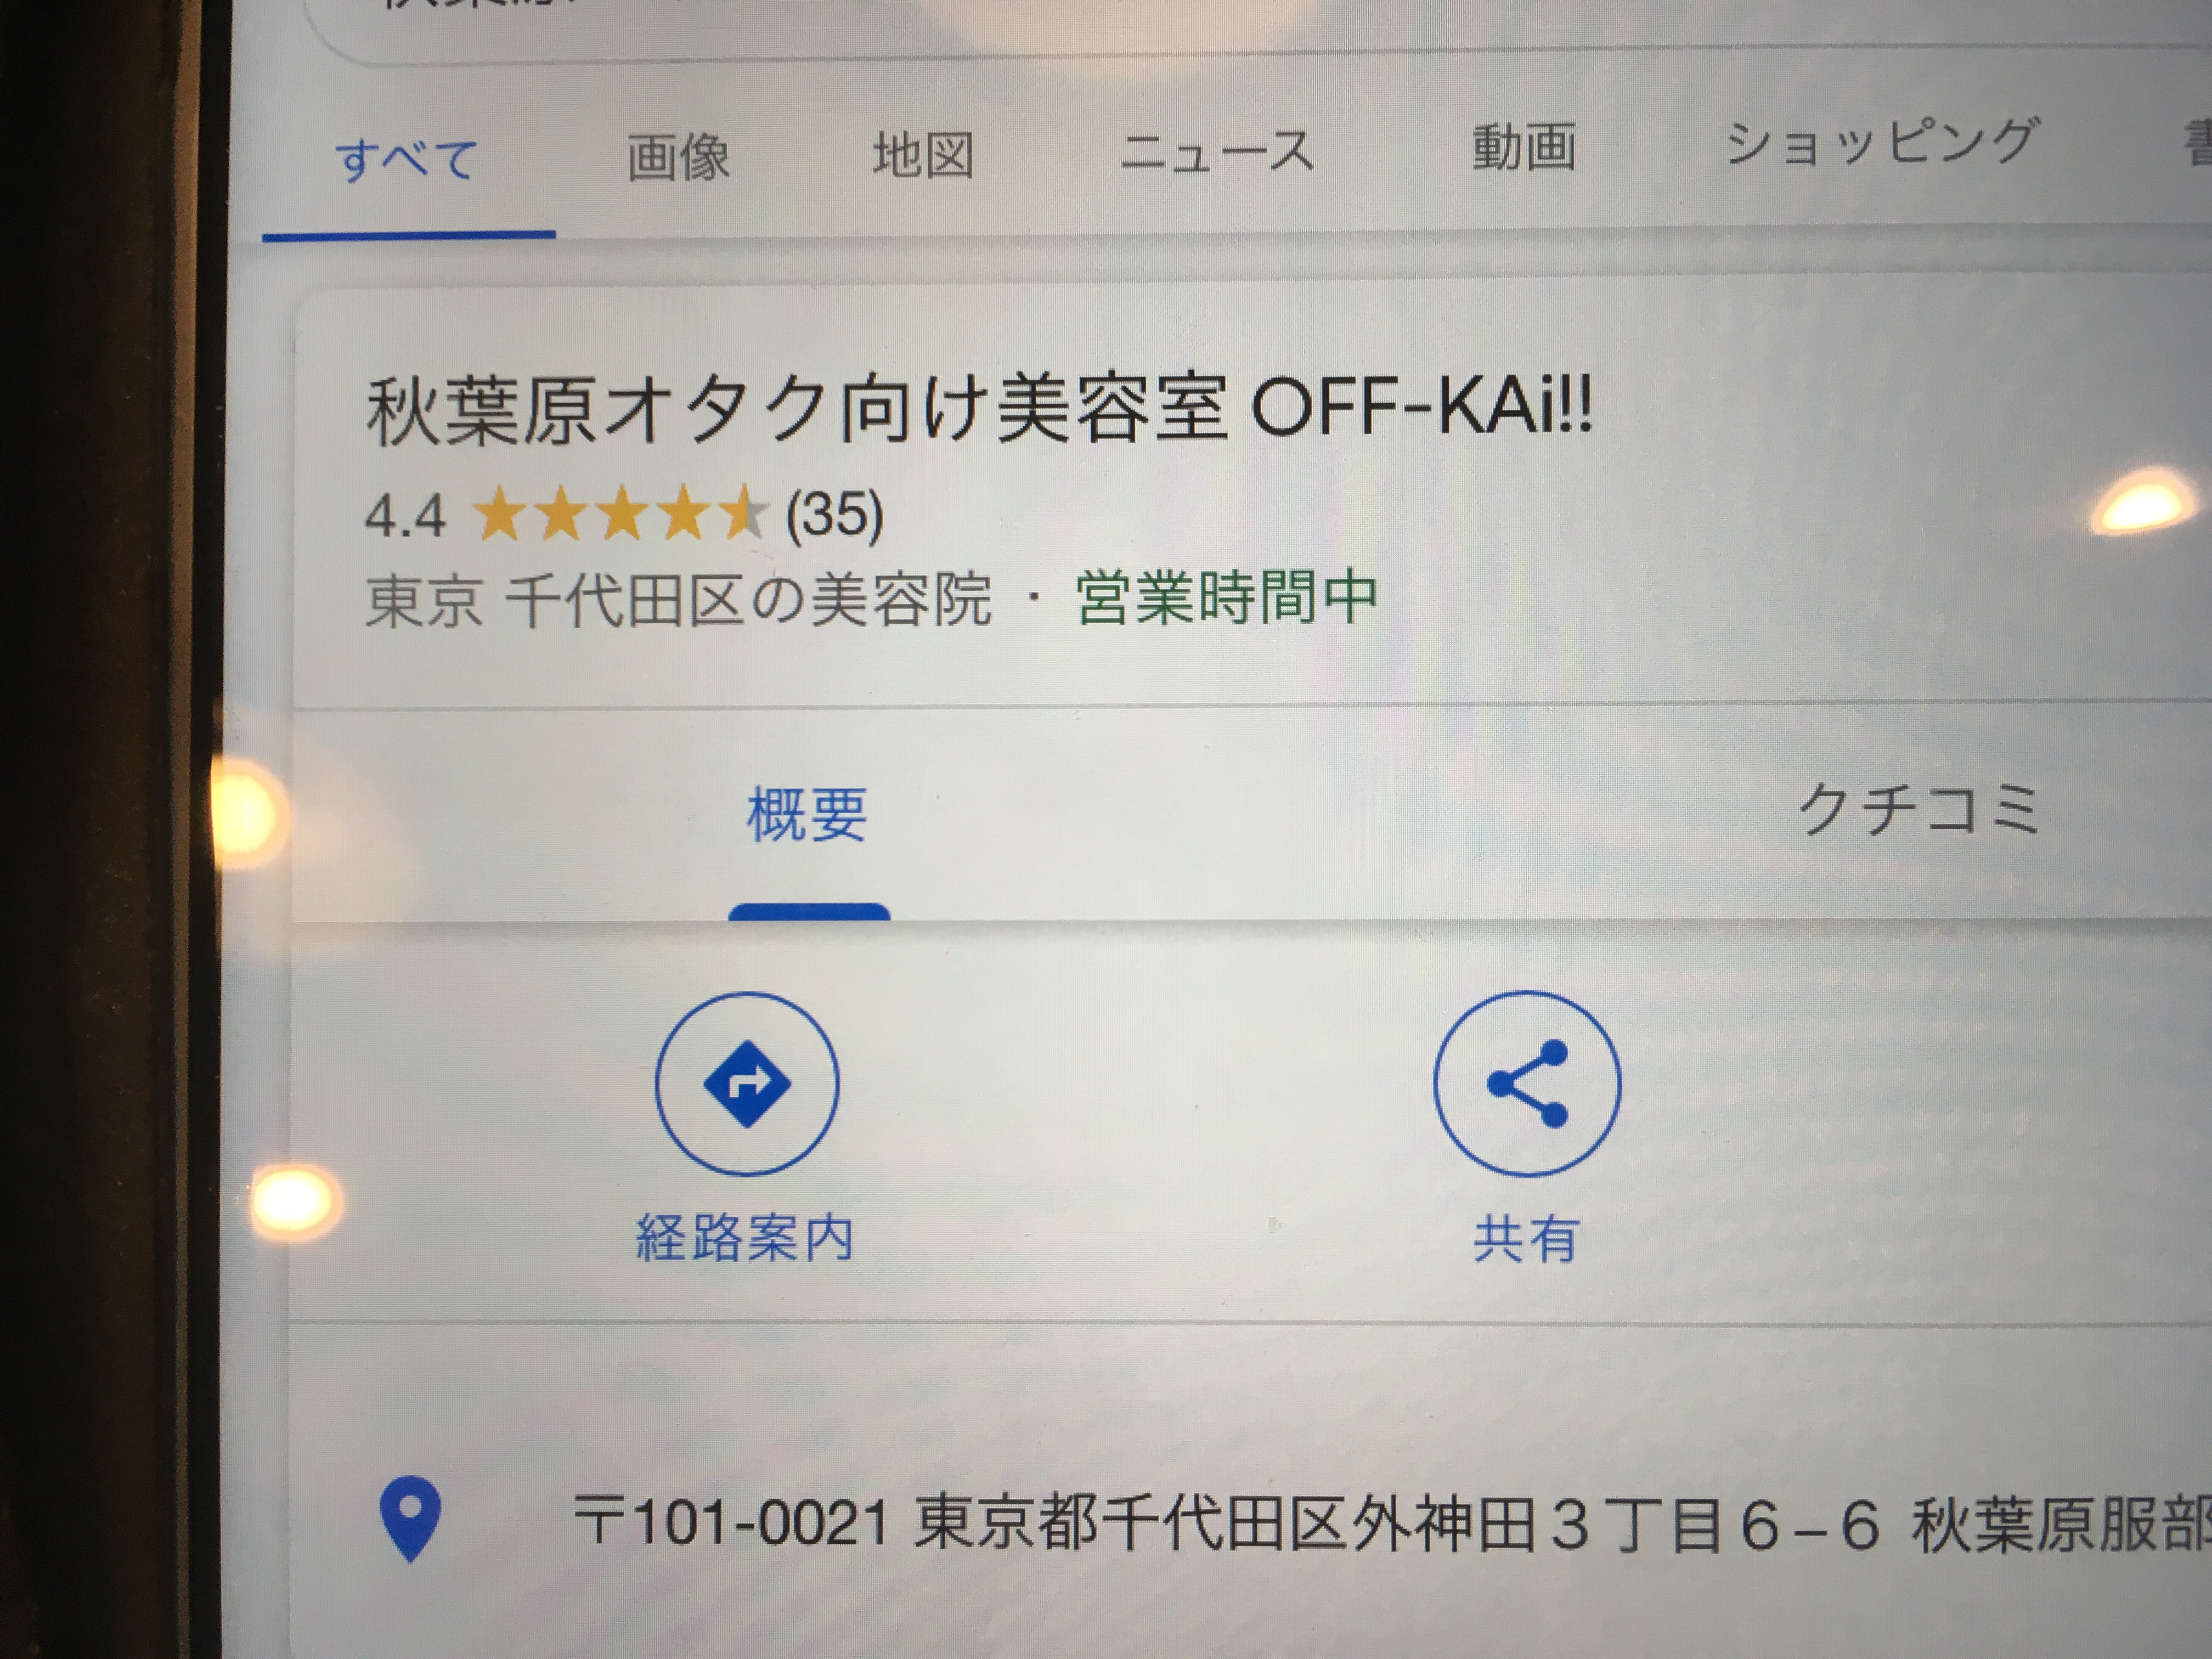 すべて 画像 地図 ニュース 動画 ショッピング
秋葉原オタク向け美容室 OFF-KAi!!
4.4 ★★★★★ (35)
東京 千代田区の美容院 · 営業時間中
概要 クチコミ
経路案内 共有
〒101-0021 東京都千代田区外神田3丁目6−6 秋葉原服部